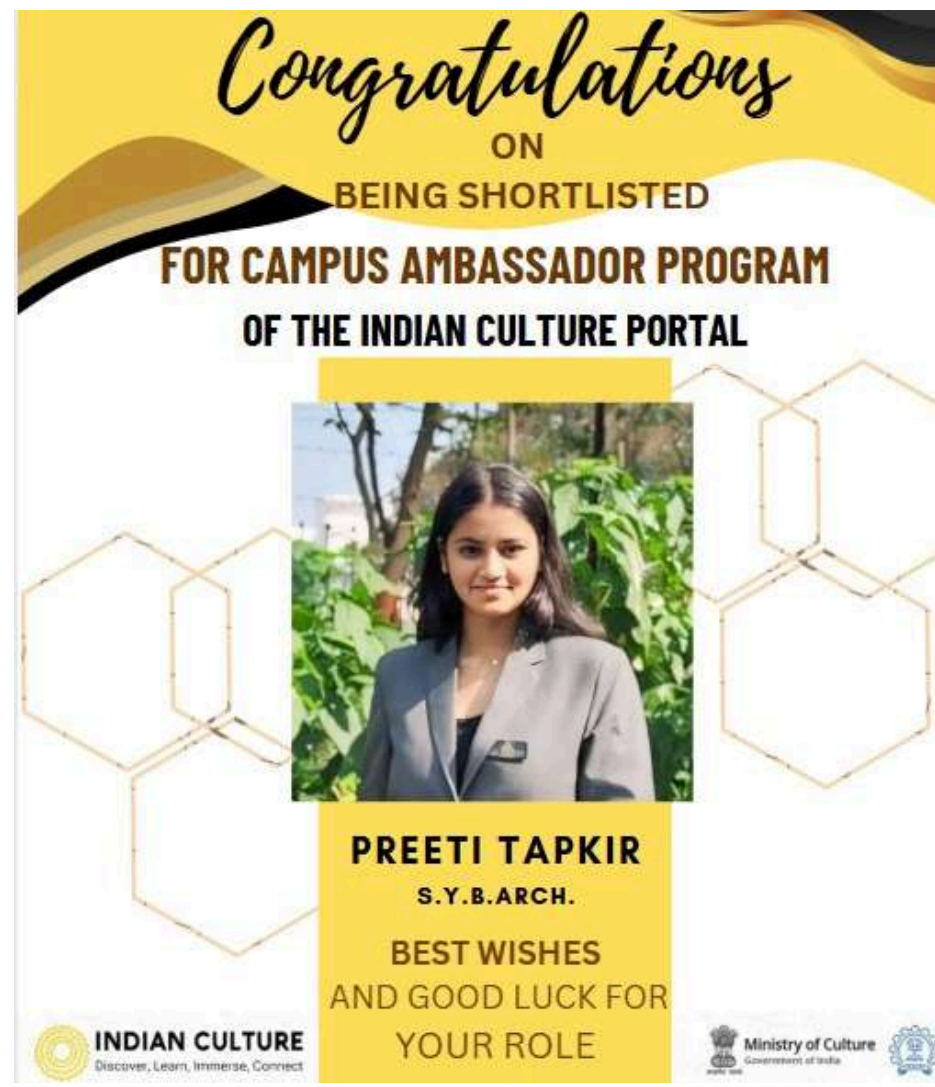 Congratulations
ON
BEING SHORTLISTED
FOR CAMPUS AMBASSADOR PROGRAM
OF THE INDIAN CULTURE PORTAL
PREETI TAPKIR
S.Y.B.ARCH.
BEST WISHES
AND GOOD LUCK FOR
YOUR ROLE
INDIAN CULTURE
Discover, Learn, Immerse, Connect
Ministry of Culture
Government of India